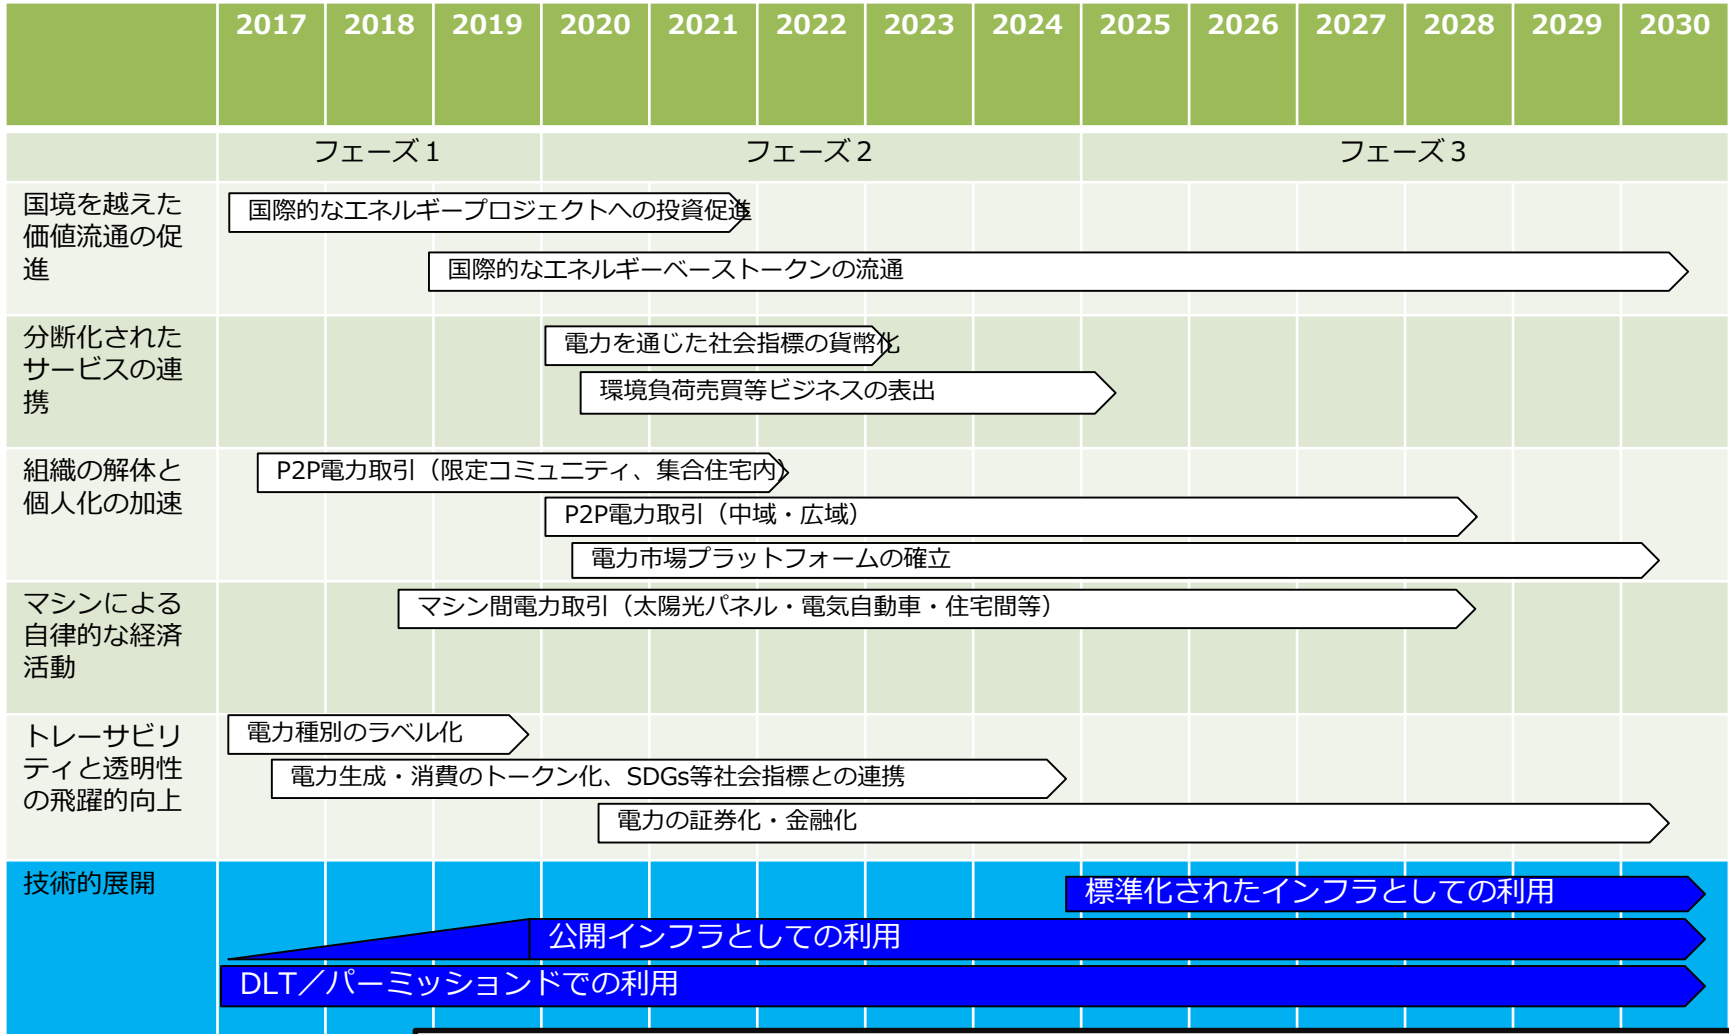 2017 2018 2019 2020 2021 2022 2023 2024 2025 2026 2027 2028 2029 2030
フェーズ１ フェーズ２ フェーズ３
国境を越えた
価値流通の促
進
国際的なエネルギープロジェクトへの投資促進
国際的なエネルギーベーストークンの流通
分断化された
サービスの連
携
電力を通じた社会指標の貨幣化
環境負荷売買等ビジネスの表出
組織の解体と
個人化の加速
P2P電力取引（限定コミュニティ、集合住宅内）
P2P電力取引（中域・広域）
電力市場プラットフォームの確立
マシンによる
自律的な経済
活動
マシン間電力取引（太陽光パネル・電気自動車・住宅間等）
トレーサビリ
ティと透明性
の飛躍的向上
電力種別のラベル化
電力生成・消費のトークン化、SDGs等社会指標との連携
電力の証券化・金融化
技術的展開
標準化されたインフラとしての利用
公開インフラとしての利用
DLT／パーミッションドでの利用